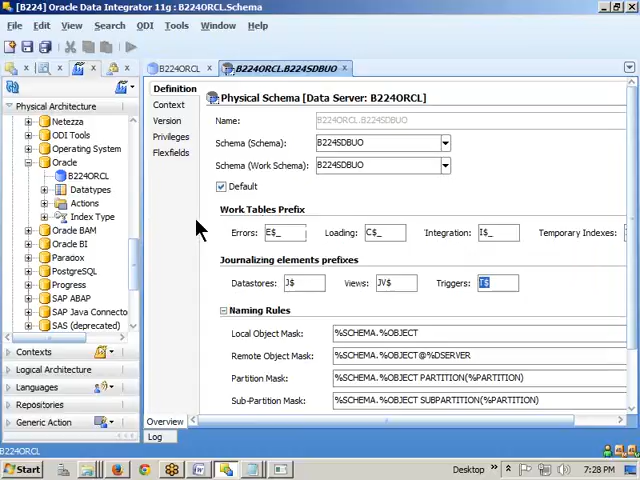 [B224] Oracle Data Integrator 11g : B224ORCL.Schema
File Edit View Search ODI Tools Window Help
B224ORCL
B224ORCL.B224SDBUO
Physical Architecture
Netezza
ODI Tools
Operating System
Oracle
B224ORCL
Datatypes
Actions
Index Type
Oracle BAM
Oracle BI
Paradox
PostgreSQL
Progress
SAP ABAP
SAP Java Connecto
SAS (deprecated)
Contexts
Logical Architecture
Languages
Repositories
Generic Action
Definition
Context
Version
Privileges
Flexfields
Physical Schema [Data Server: B224ORCL]
Name: B224ORCL.B224SDBUO
Schema (Schema): B224SDBUO
Schema (Work Schema): B224SDBUO
Default
Work Tables Prefix
Errors: E$_ Loading: C$_ Integration: I$_ Temporary Indexes:
Journalizing elements prefixes
Datastores: J$ Views: JV$ Triggers: T$
Naming Rules
Local Object Mask: %SCHEMA.%OBJECT
Remote Object Mask: %SCHEMA.%OBJECT@%DSERVER
Partition Mask: %SCHEMA.%OBJECT PARTITION(%PARTITION)
Sub-Partition Mask: %SCHEMA.%OBJECT SUBPARTITION(%PARTITION)
Overview
Log
B224ORCL
Start Desktop » 7:28 PM